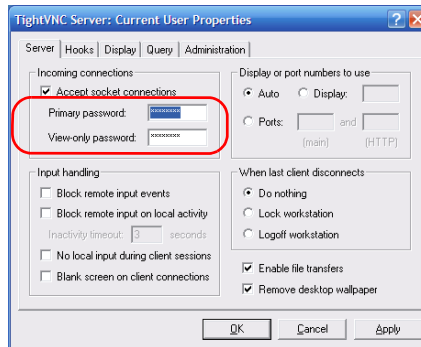 TightVNC Server: Current User Properties
Server Hooks Display Query Administration
Incoming connections
Accept socket connections
Primary password: ********
View-only password: ********
Display or port numbers to use
Auto Display:
Ports: and
(main) (HTTP)
Input handling
Block remote input events
Block remote input on local activity
Inactivity timeout: 3 seconds
No local input during client sessions
Blank screen on client connections
When last client disconnects
Do nothing
Lock workstation
Logoff workstation
Enable file transfers
Remove desktop wallpaper
OK Cancel Apply